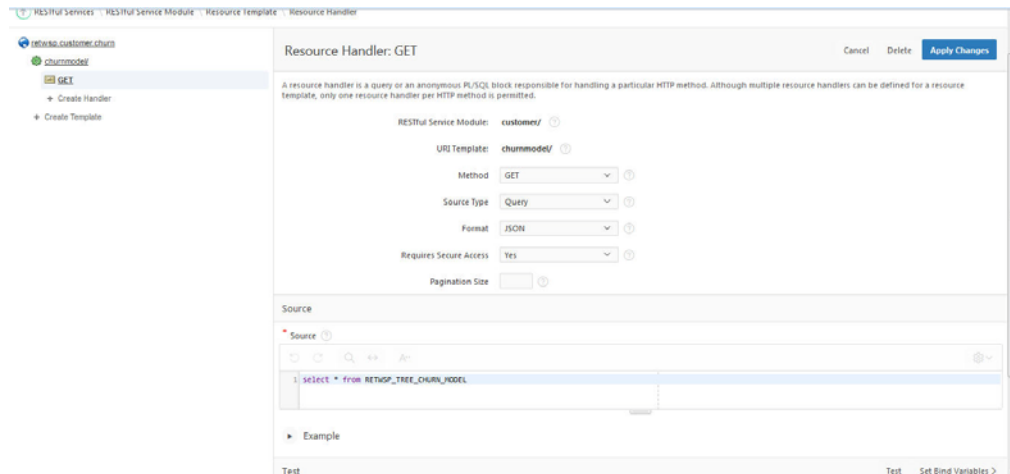 RESTful Services \ RESTful Service Module \ Resource Template \ Resource Handler
retwsp.customer.churn
churnmodel/
GET
+ Create Handler
+ Create Template
Resource Handler: GET
Cancel Delete Apply Changes
A resource handler is a query or an anonymous PL/SQL block responsible for handling a particular HTTP method. Although multiple resource handlers can be defined for a resource
template, only one resource handler per HTTP method is permitted.
RESTful Service Module: customer/
URI Template: churnmodel/
Method GET
Source Type Query
Format JSON
Requires Secure Access Yes
Pagination Size
Source
* Source
1 select * from RETWSP_TREE_CHURN_MODEL
Example
Test Test Set Bind Variables >